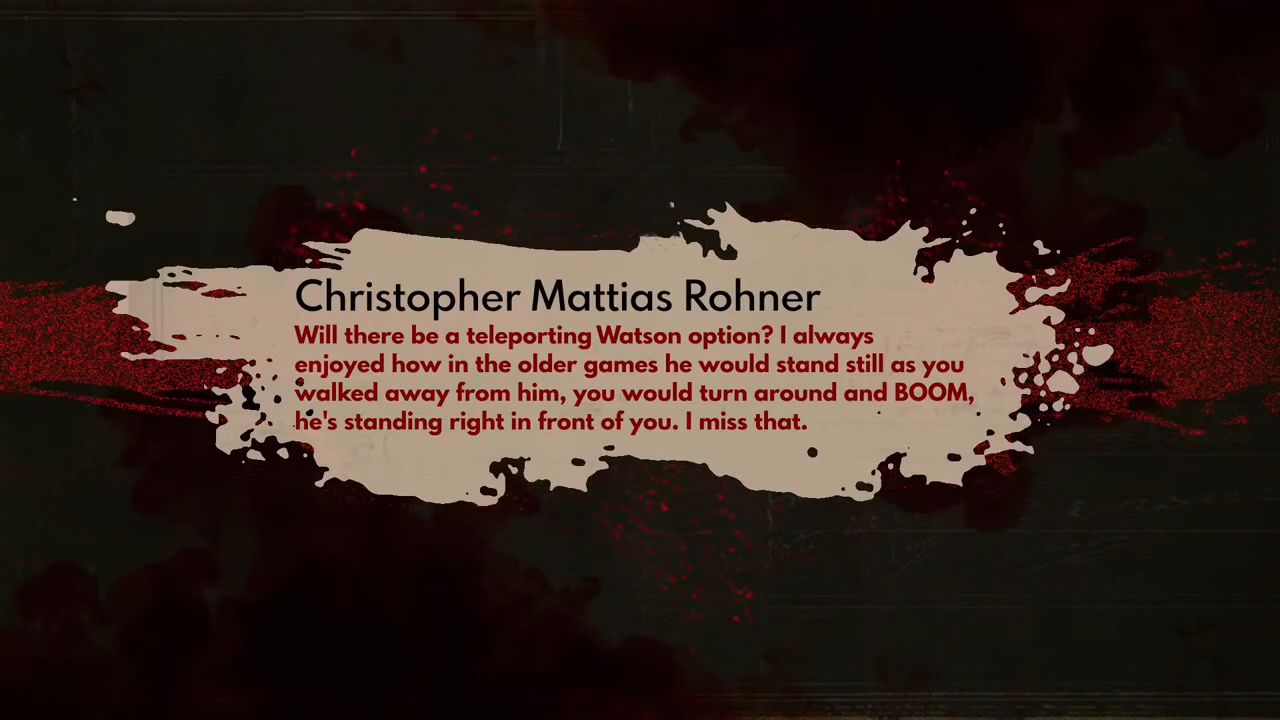 Christopher Mattias Rohner
Will there be a teleporting Watson option? I always
enjoyed how in the older games he would stand still as you
walked away from him, you would turn around and BOOM,
he's standing right in front of you. I miss that.